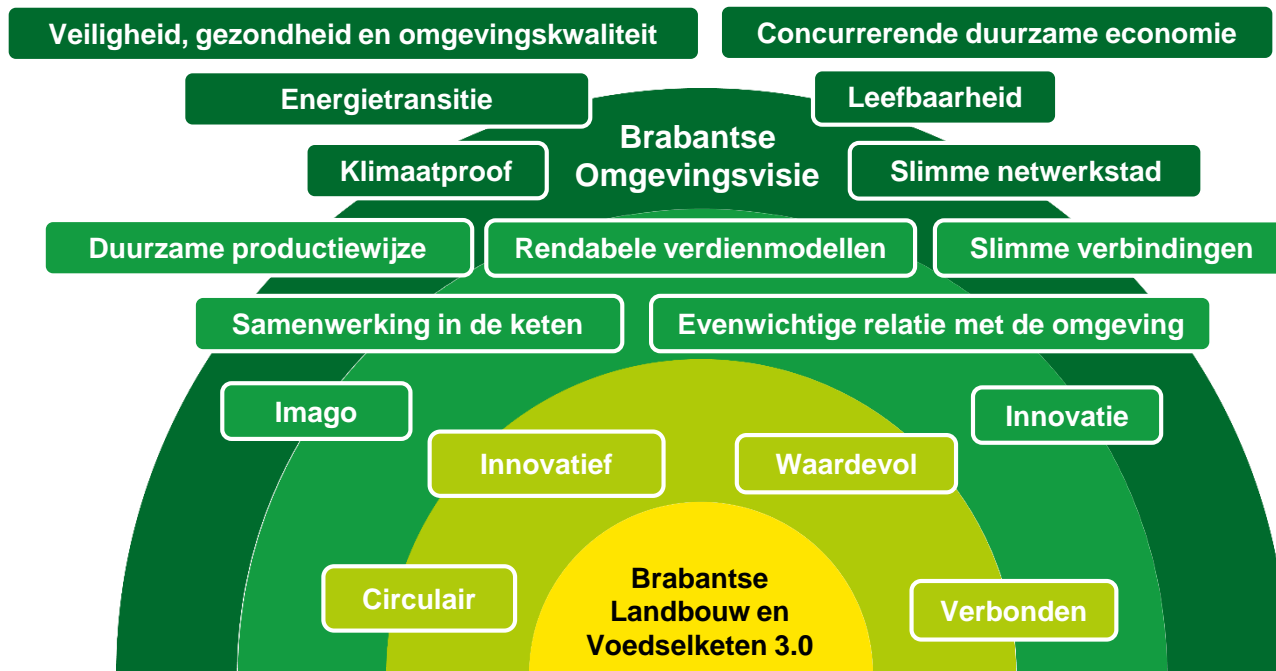 Veiligheid, gezondheid en omgevingskwaliteit
Concurrerende duurzame economie
Energietransitie
Leefbaarheid
Brabantse
Omgevingsvisie
Klimaatproof
Slimme netwerkstad
Duurzame productiewijze
Rendabele verdienmodellen
Slimme verbindingen
Samenwerking in de keten
Evenwichtige relatie met de omgeving
Imago
Innovatie
Innovatief
Waardevol
Circulair
Verbonden
Brabantse
Landbouw en
Voedselketen 3.0